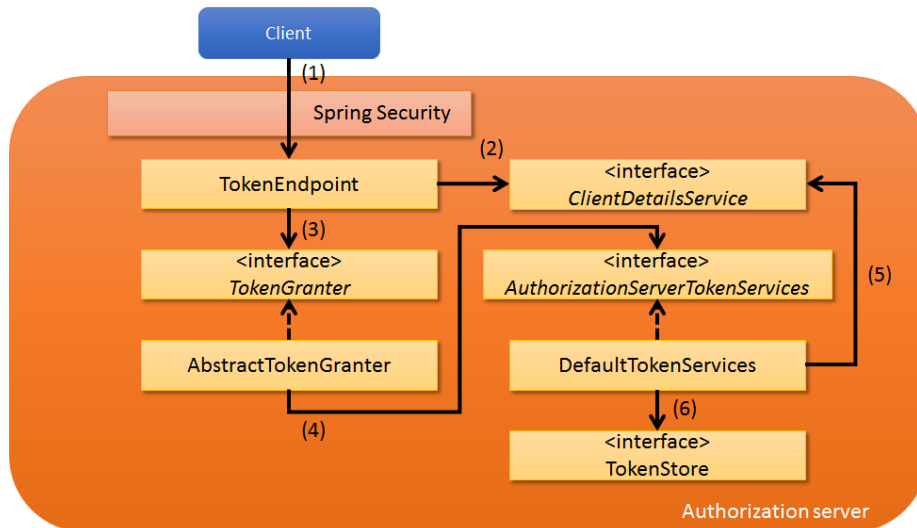 Client
(1)
Spring Security
(2)
TokenEndpoint
<interface>
ClientDetailsService
(3)
<interface>
TokenGranter
<interface>
AuthorizationServerTokenServices
(5)
AbstractTokenGranter
DefaultTokenServices
(4)
(6)
<interface>
TokenStore
Authorization server